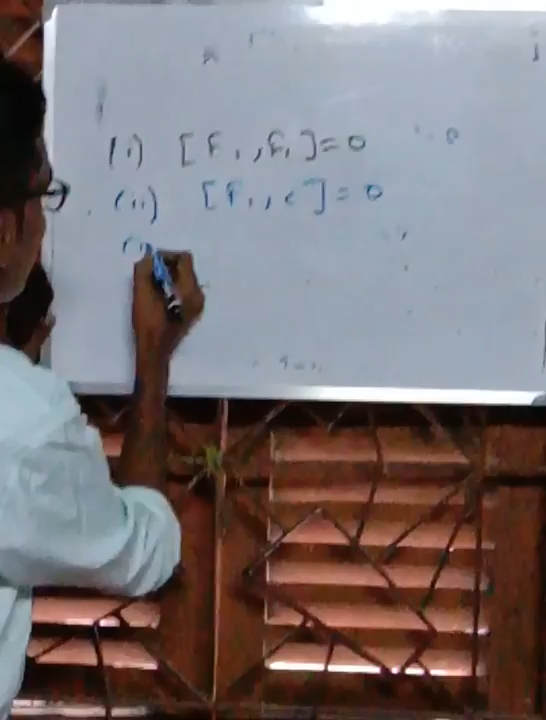 (i) [F₁, F₁] = 0
(ii) [F₁, c] = 0
(i